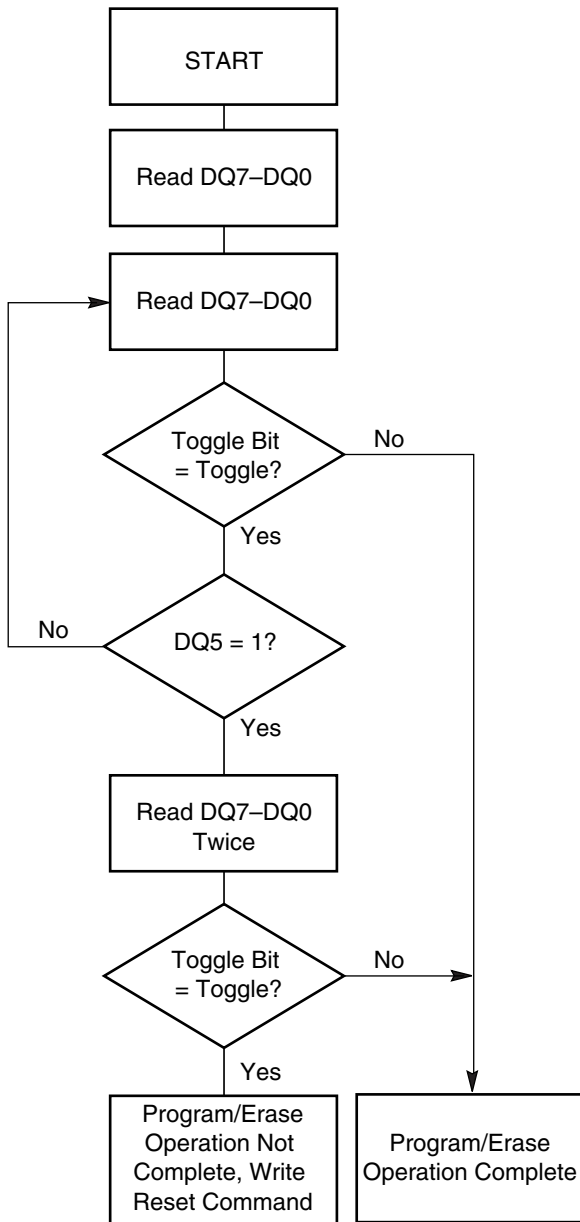 START
Read DQ7–DQ0
Read DQ7–DQ0
Toggle Bit
= Toggle?
No
Yes
No
DQ5 = 1?
Yes
Read DQ7–DQ0
Twice
Toggle Bit
= Toggle?
No
Yes
Program/Erase
Operation Not
Complete, Write
Reset Command
Program/Erase
Operation Complete